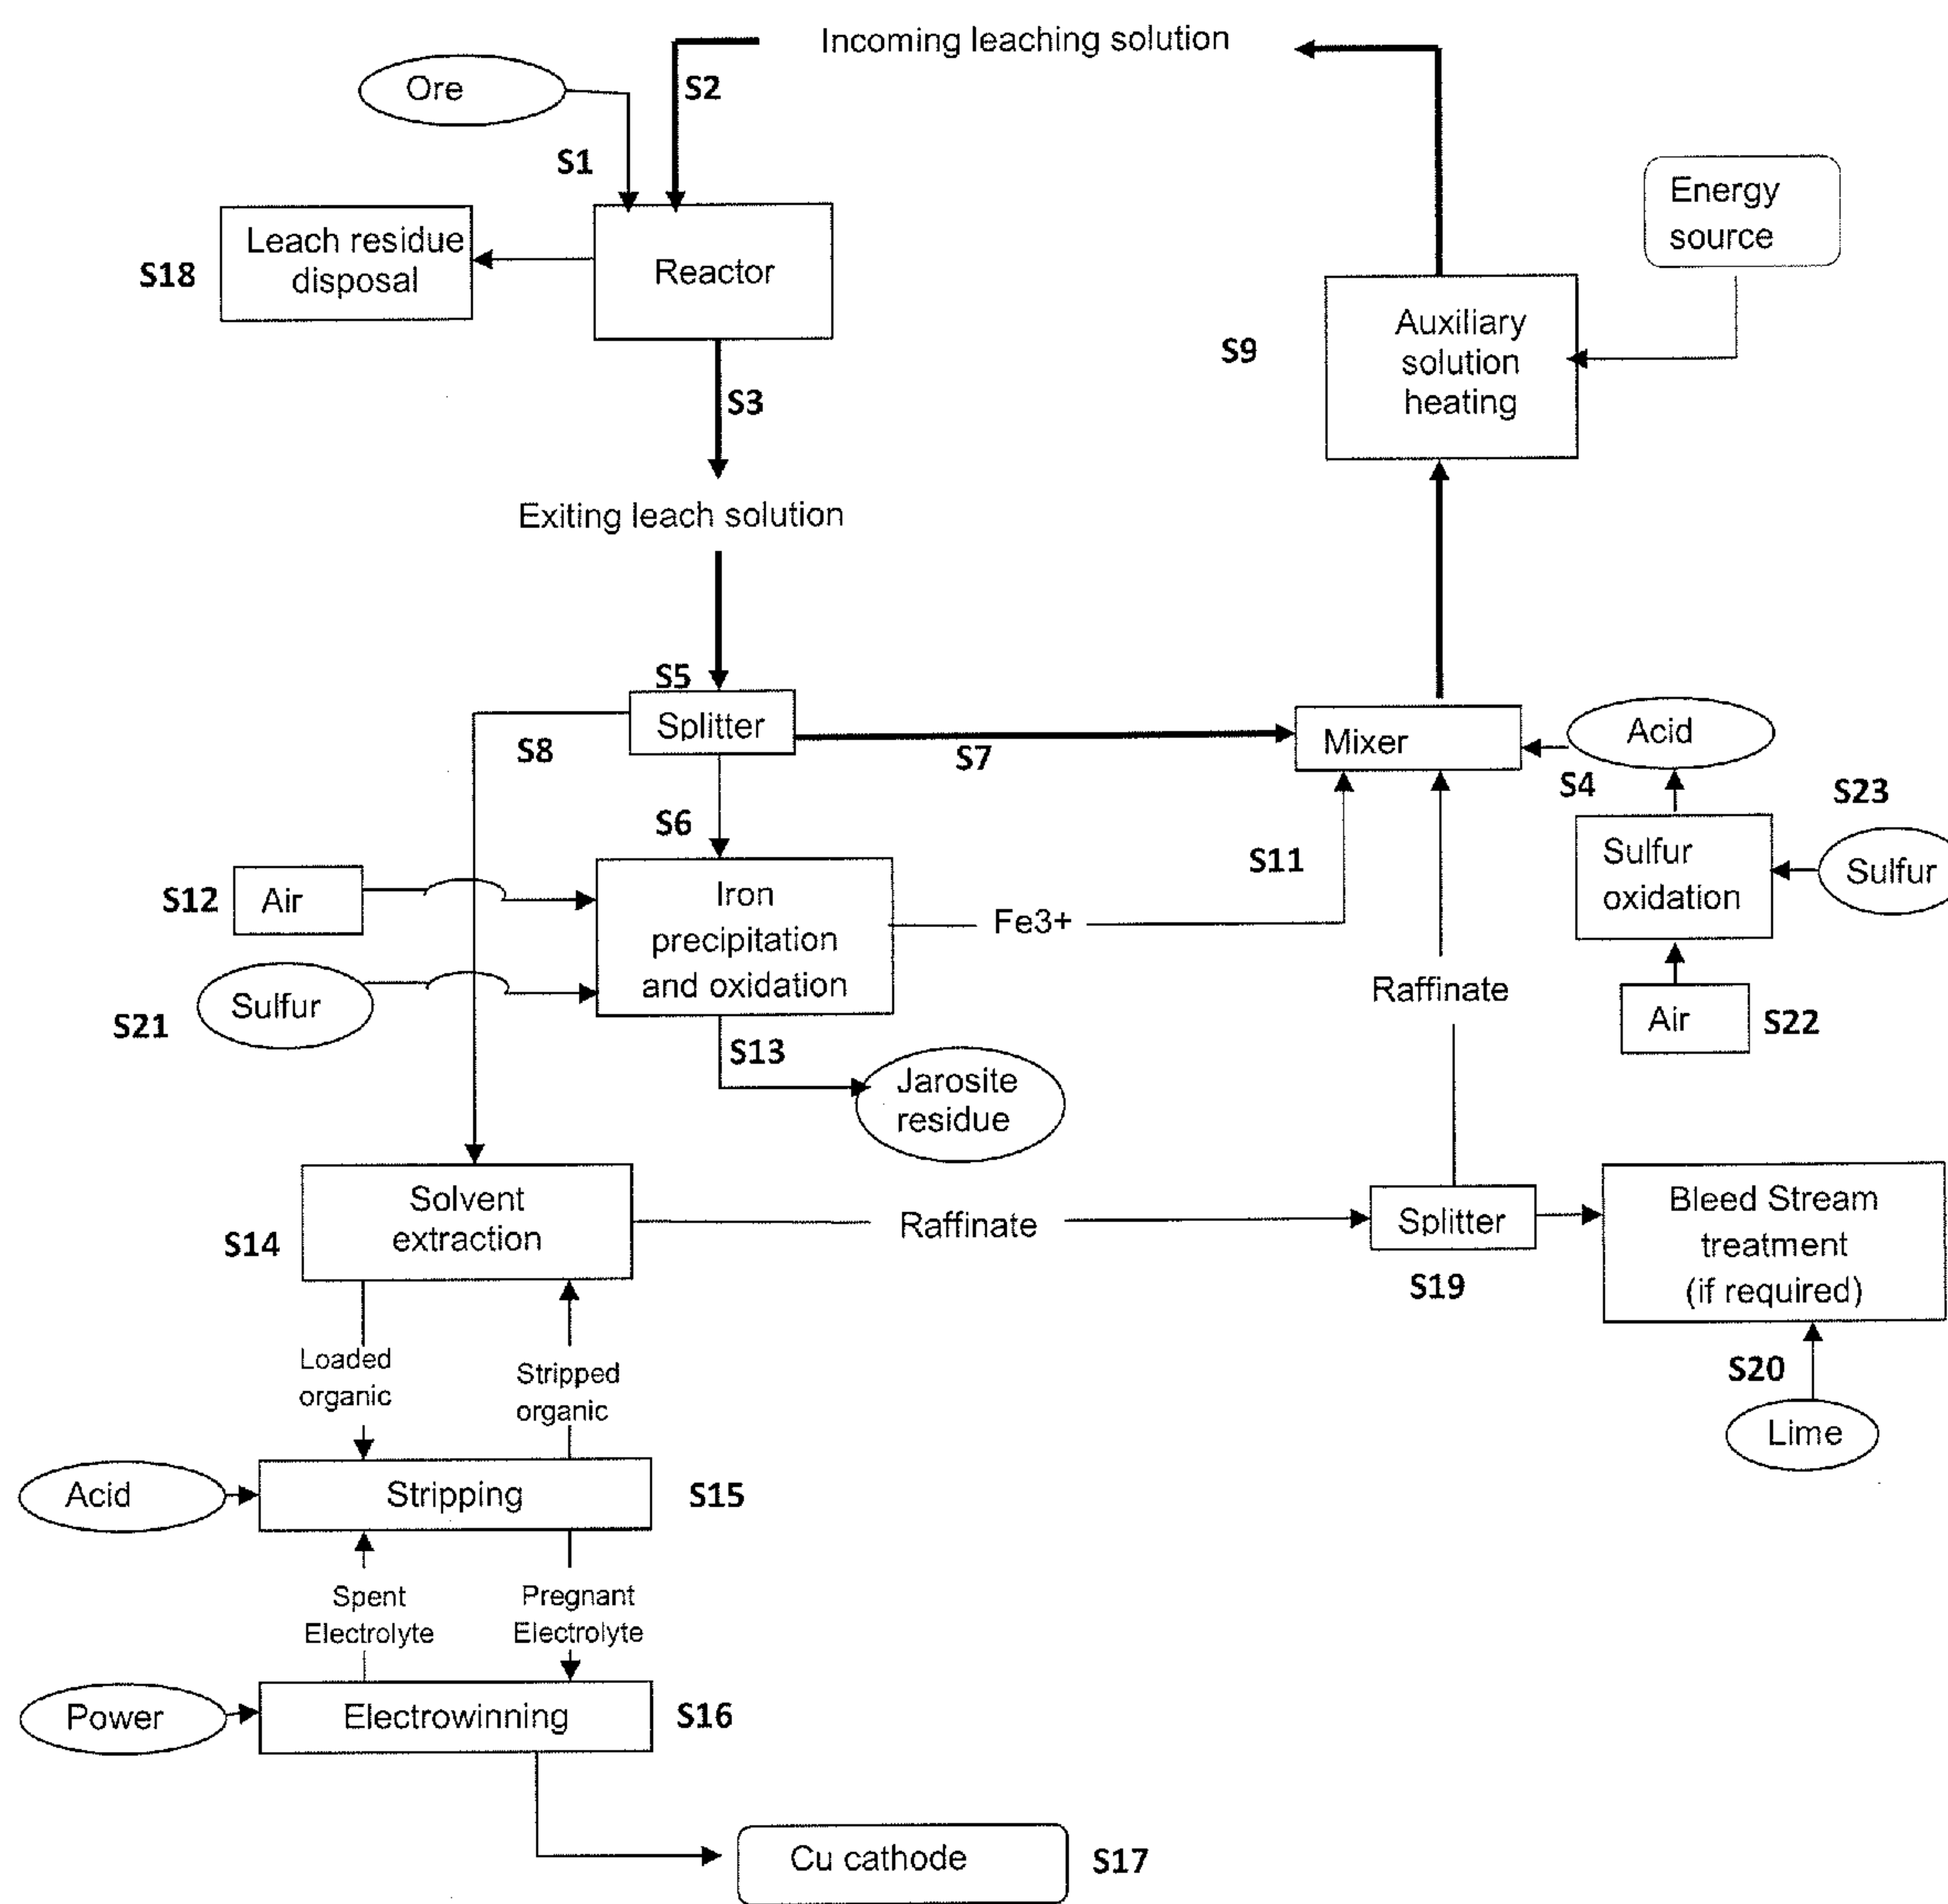 Incoming leaching solution
Ore
S2
S1
Energy
source
Leach residue
disposal
S18
Reactor
Auxiliary
solution
heating
S9
S3
Exiting leach solution
S5
Splitter
S8
S7
Mixer
Acid
S4
S23
S6
S11
Sulfur
oxidation
Sulfur
S12
Air
Iron
precipitation
and oxidation
Fe3+
Raffinate
S21
Sulfur
Air
S22
S13
Jarosite
residue
Solvent
extraction
S14
Raffinate
Splitter
S19
Bleed Stream
treatment
(if required)
Loaded
organic
Stripped
organic
S20
Lime
Acid
Stripping
S15
Spent
Electrolyte
Pregnant
Electrolyte
Power
Electrowinning
S16
Cu cathode
S17